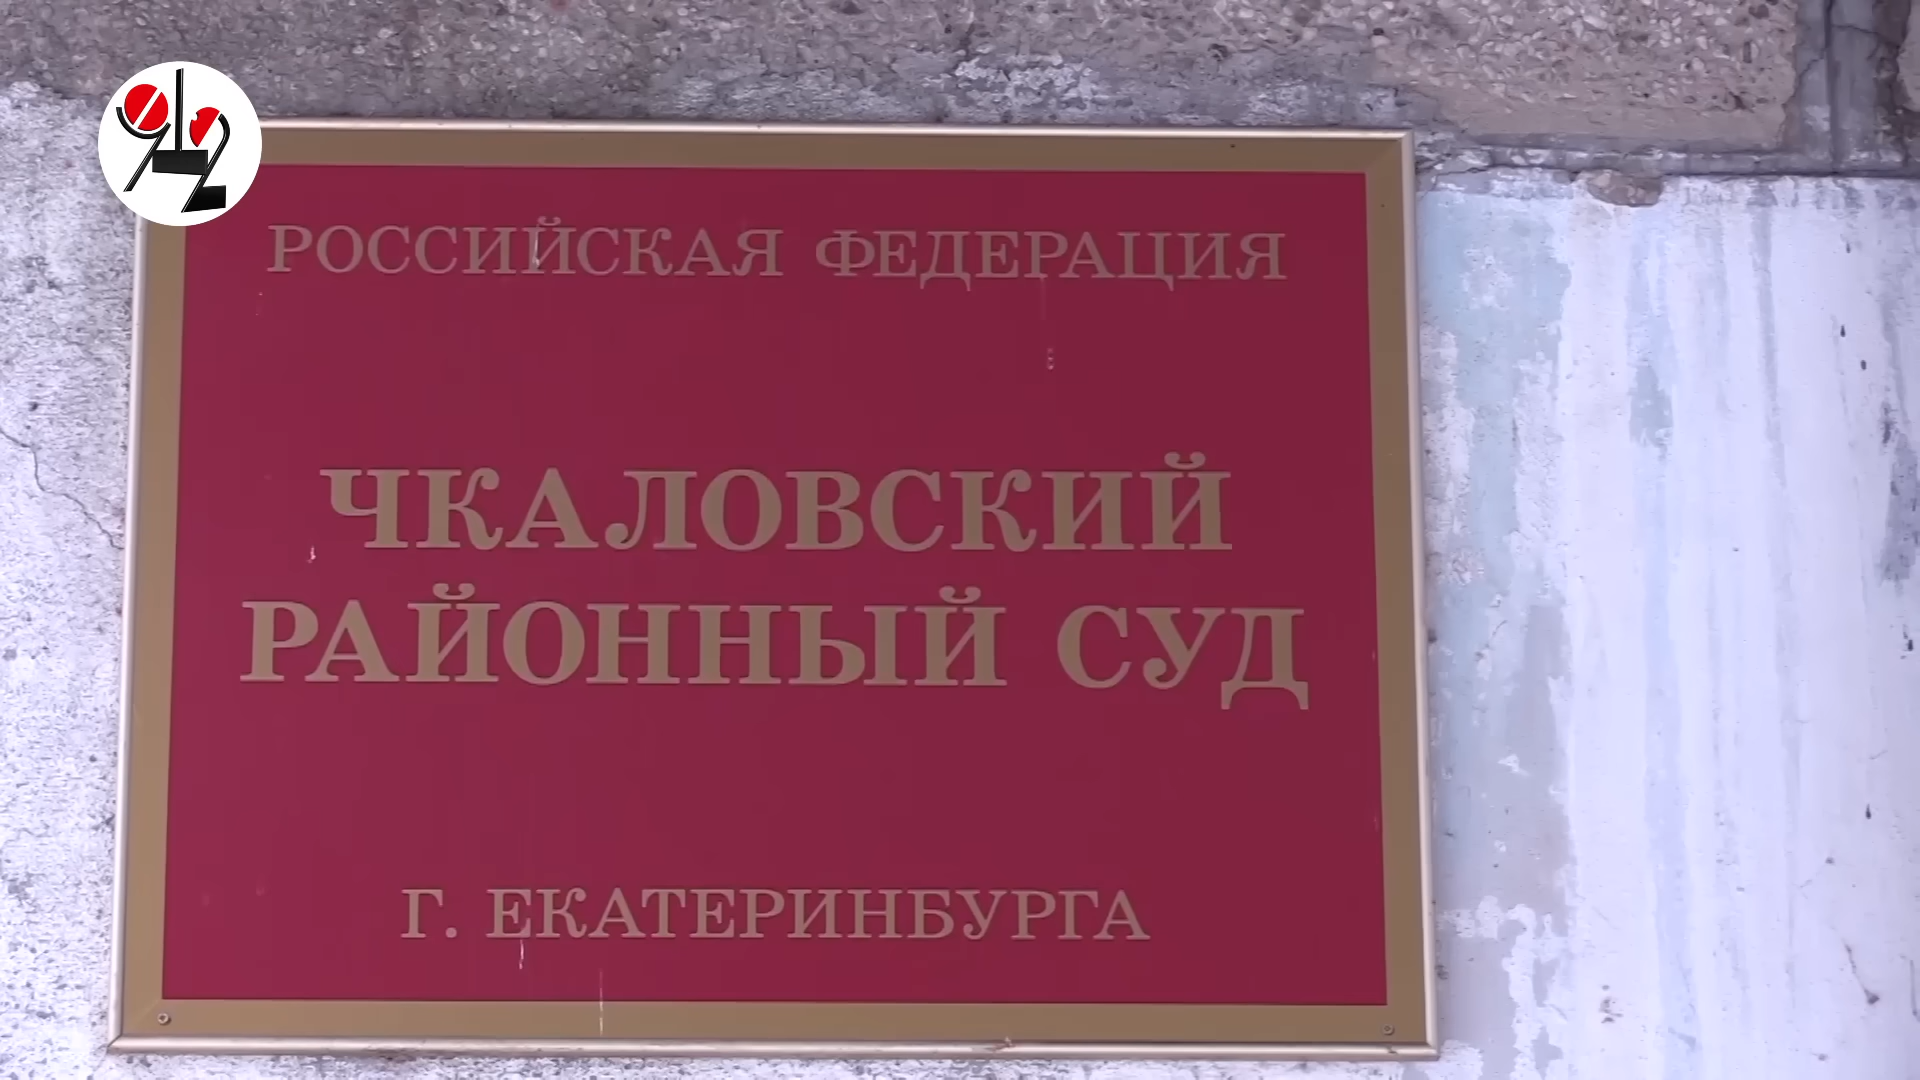 РОССИЙСКАЯ ФЕДЕРАЦИЯ
ЧКАЛОВСКИЙ
РАЙОННЫЙ СУД
Г. ЕКАТЕРИНБУРГА